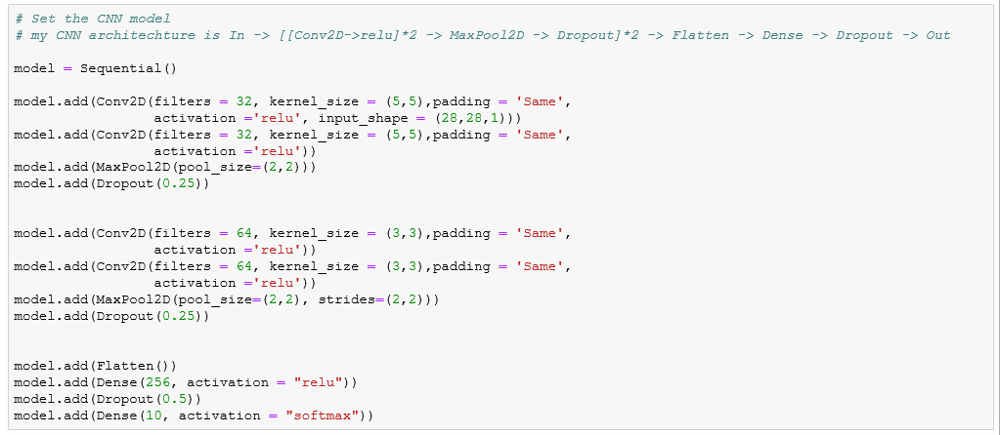 # Set the CNN model
# my CNN architechture is In -> [[Conv2D->relu]*2 -> MaxPool2D -> Dropout]*2 -> Flatten -> Dense -> Dropout -> Out
model = Sequential()
model.add(Conv2D(filters = 32, kernel_size = (5,5),padding = 'Same',
activation ='relu', input_shape = (28,28,1)))
model.add(Conv2D(filters = 32, kernel_size = (5,5),padding = 'Same',
activation ='relu'))
model.add(MaxPool2D(pool_size=(2,2)))
model.add(Dropout(0.25))
model.add(Conv2D(filters = 64, kernel_size = (3,3),padding = 'Same',
activation ='relu'))
model.add(Conv2D(filters = 64, kernel_size = (3,3),padding = 'Same',
activation ='relu'))
model.add(MaxPool2D(pool_size=(2,2), strides=(2,2)))
model.add(Dropout(0.25))
model.add(Flatten())
model.add(Dense(256, activation = "relu"))
model.add(Dropout(0.5))
model.add(Dense(10, activation = "softmax"))